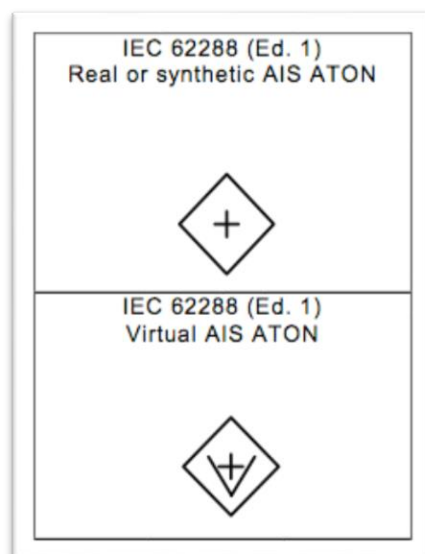 IEC 62288 (Ed. 1)
Real or synthetic AIS ATON
IEC 62288 (Ed. 1)
Virtual AIS ATON